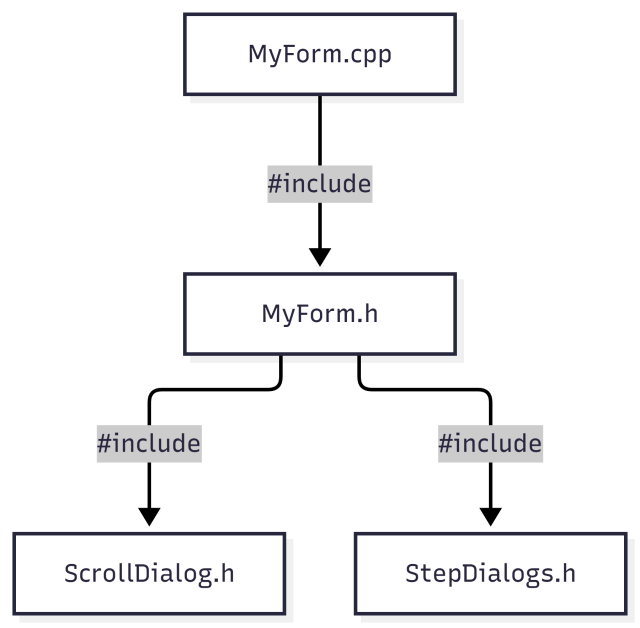 MyForm.cpp
#include
MyForm.h
#include
#include
ScrollDialog.h
StepDialogs.h